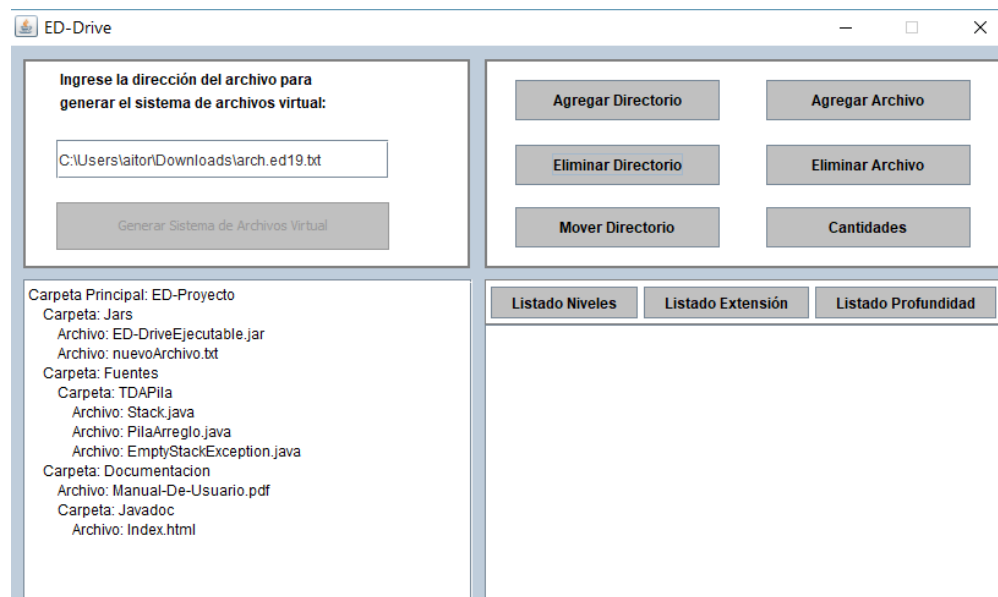 ED-Drive
Ingrese la dirección del archivo para
generar el sistema de archivos virtual:
C:\Users\aitor\Downloads\arch.ed19.txt
Generar Sistema de Archivos Virtual
Agregar Directorio
Agregar Archivo
Eliminar Directorio
Eliminar Archivo
Mover Directorio
Cantidades
Carpeta Principal: ED-Proyecto
Carpeta: Jars
Archivo: ED-DriveEjecutable.jar
Archivo: nuevoArchivo.txt
Carpeta: Fuentes
Carpeta: TDAPila
Archivo: Stack.java
Archivo: PilaArreglo.java
Archivo: EmptyStackException.java
Carpeta: Documentacion
Archivo: Manual-De-Usuario.pdf
Carpeta: Javadoc
Archivo: Index.html
Listado Niveles
Listado Extensión
Listado Profundidad